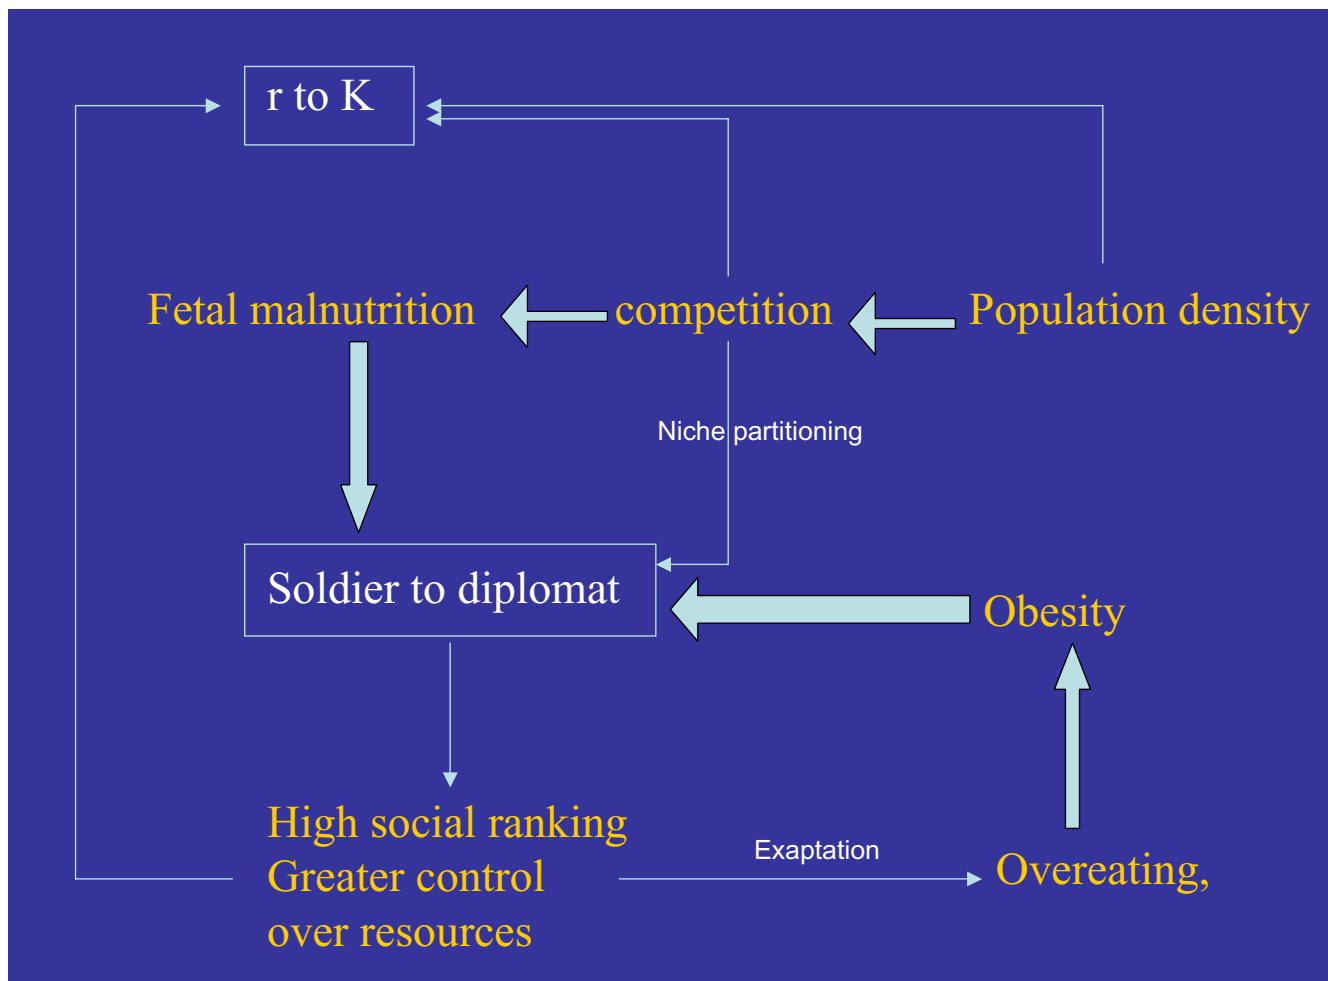 r to K
Fetal malnutrition
competition
Population density
Niche partitioning
Soldier to diplomat
Obesity
High social ranking
Greater control
over resources
Exaptation
Overeating,